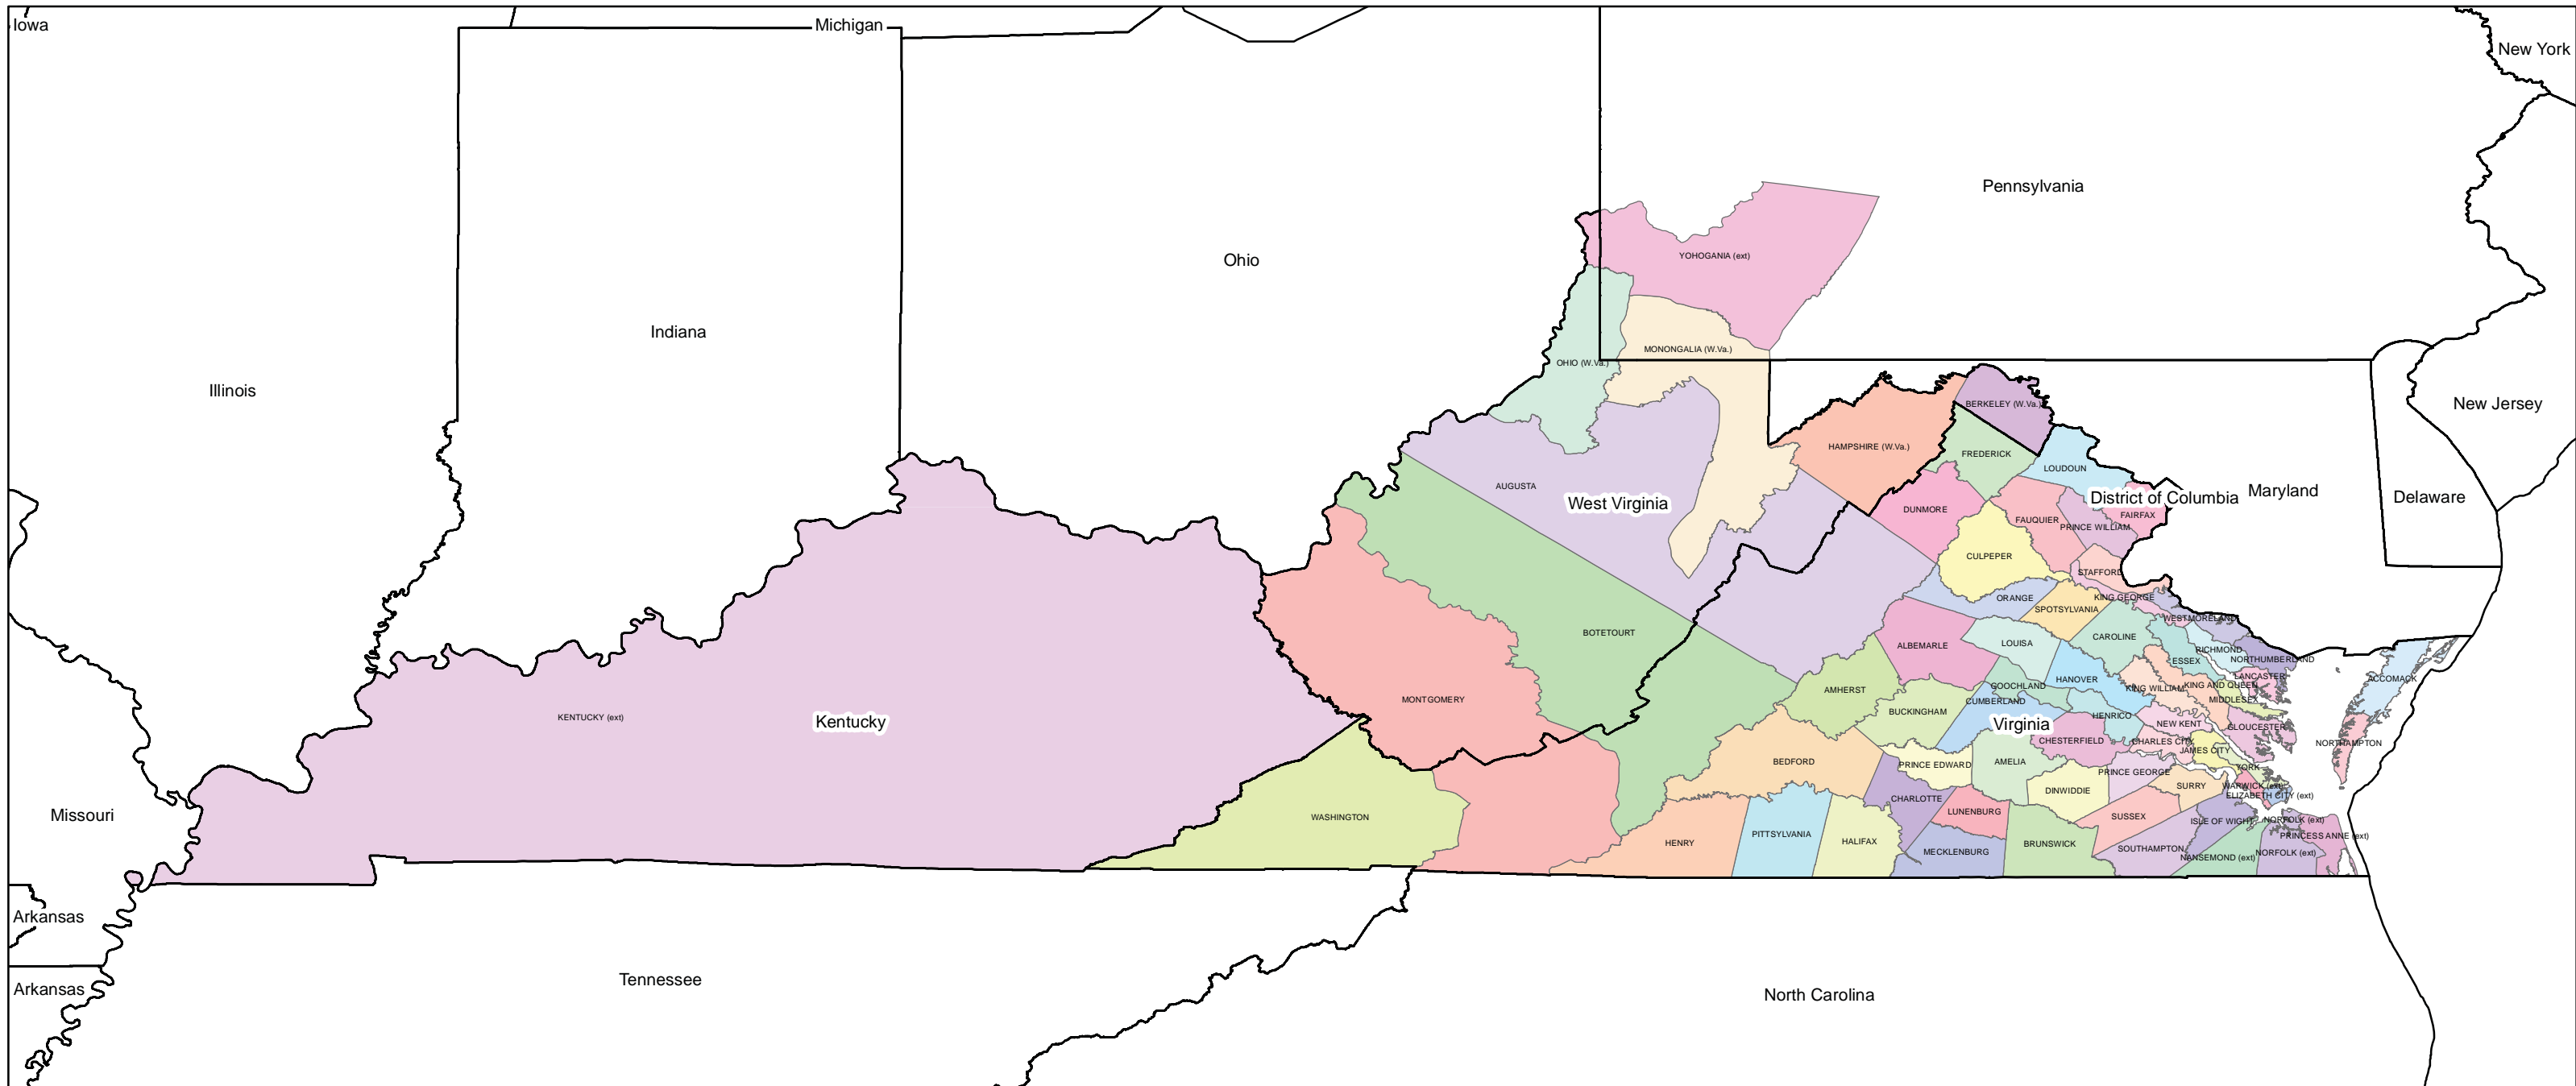 Iowa
Michigan
New York
Pennsylvania
Ohio
YOHOGANIA (ext)
Indiana
MONONGALIA (W.Va.)
OHIO (W.Va.)
Illinois
New Jersey
BERKELEY (W.Va.)
HAMPSHIRE (W.Va.)
FREDERICK
LOUDOUN
AUGUSTA
West Virginia
District of Columbia
Maryland
Delaware
DUNMORE
FAUQUIER
FAIRFAX
PRINCE WILLIAM
CULPEPER
STAFFORD
ORANGE
KING GEORGE
SPOTSYLVANIA
WESTMORELAND
BOTETOURT
CAROLINE
ALBEMARLE
LOUISA
RICHMOND
ESSEX
NORTHUMBERLAND
LANCASTER
ACCOMACK
HANOVER
GOOCHLAND
KING WILLIAM
KING AND QUEEN
AMHERST
MONTGOMERY
CUMBERLAND
MIDDLESEX
BUCKINGHAM
KENTUCKY (ext)
Kentucky
HENRICO
Virginia
NEW KENT
GLOUCESTER
CHESTERFIELD
CHARLES CITY
NORTHAMPTON
JAMES CITY
BEDFORD
PRINCE EDWARD
AMELIA
YORK
PRINCE GEORGE
SURRY
WARWICK (ext)
DINWIDDIE
ELIZABETH CITY (ext)
CHARLOTTE
LUNENBURG
Missouri
WASHINGTON
SUSSEX
ISLE OF WIGHT
NORFOLK (ext)
PITTSYLVANIA
PRINCESS ANNE (ext)
HENRY
HALIFAX
BRUNSWICK
MECKLENBURG
SOUTHAMPTON
NANSEMOND (ext)
NORFOLK (ext)
Arkansas
Tennessee
Arkansas
North Carolina